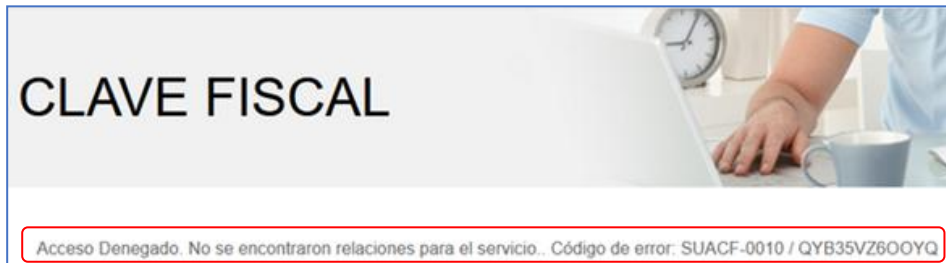 CLAVE FISCAL
Acceso Denegado. No se encontraron relaciones para el servicio.. Código de error: SUACF-0010 / QYB35VZ6OOYQ